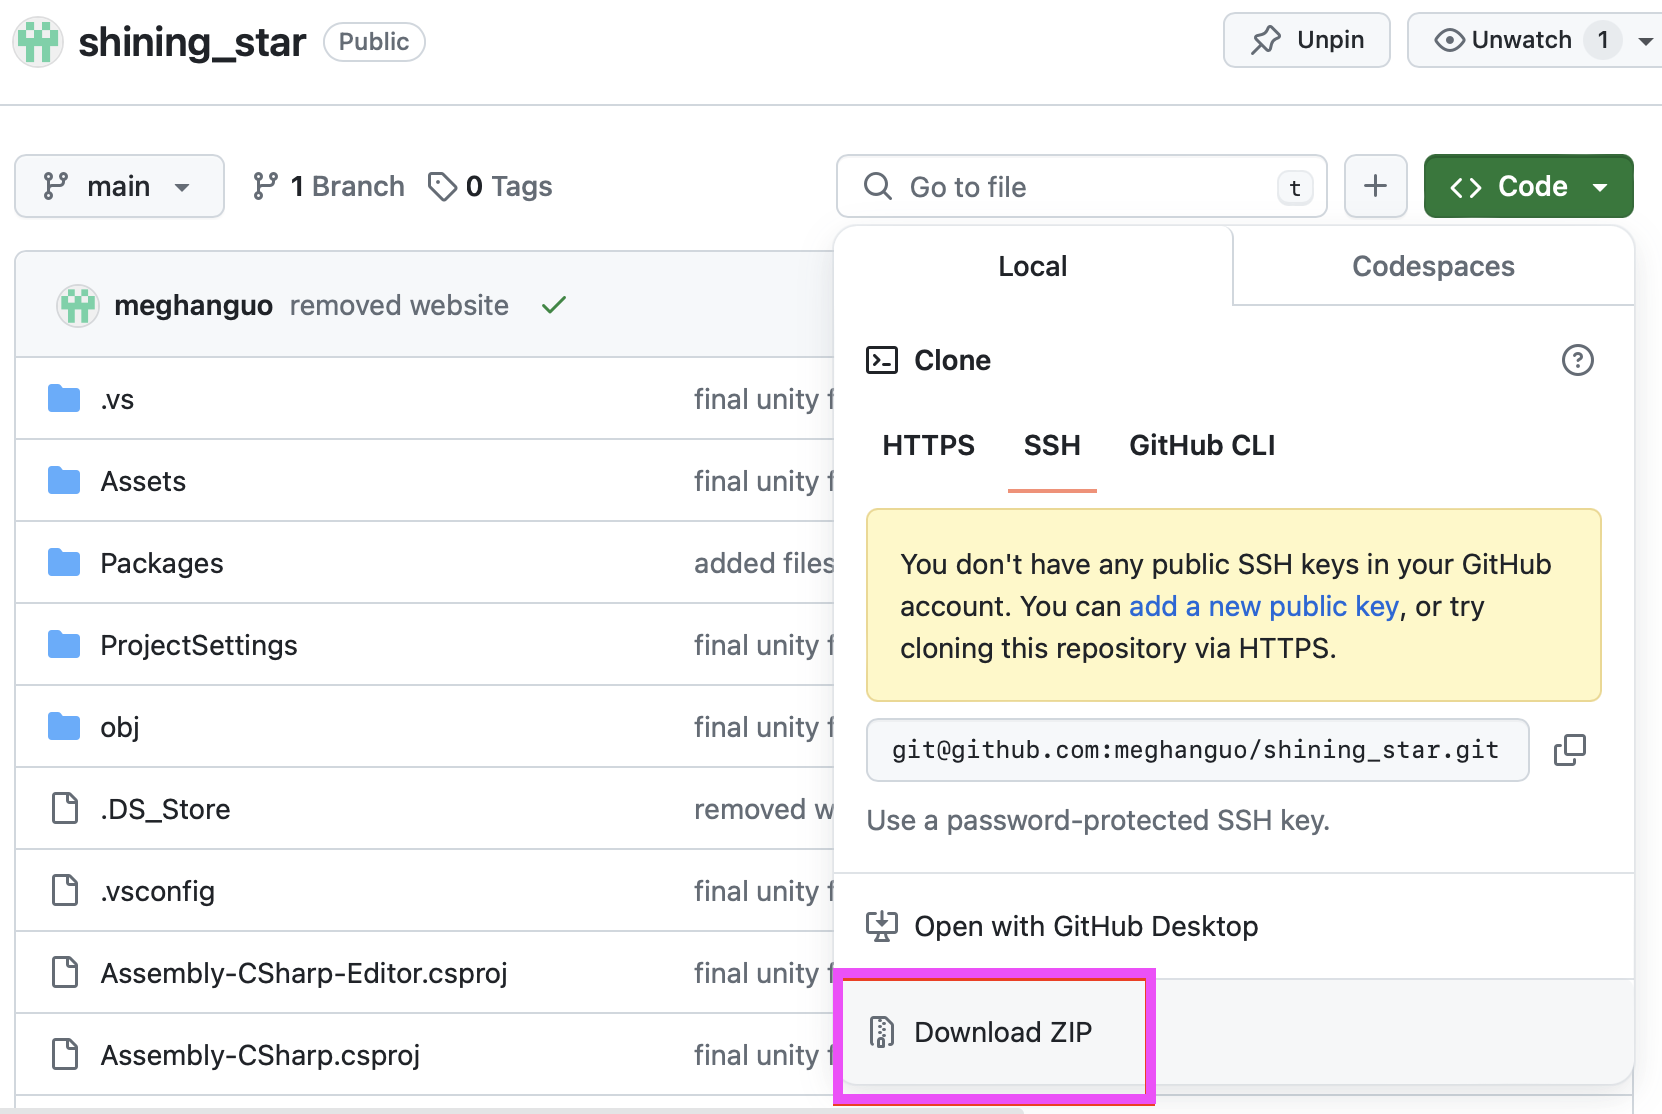 shining_star Public Unpin Unwatch 1
main 1 Branch 0 Tags Go to file t Code
meghanguo removed website
.vs final unity
Assets final unity
Packages added files
ProjectSettings final unity
obj final unity
.DS_Store removed
.vsconfig final unity
Assembly-CSharp-Editor.csproj final unity
Assembly-CSharp.csproj final unity
Local Codespaces
Clone
HTTPS SSH GitHub CLI
You don't have any public SSH keys in your GitHub
account. You can add a new public key, or try
cloning this repository via HTTPS.
git@github.com:meghanguo/shining_star.git
Use a password-protected SSH key.
Open with GitHub Desktop
Download ZIP